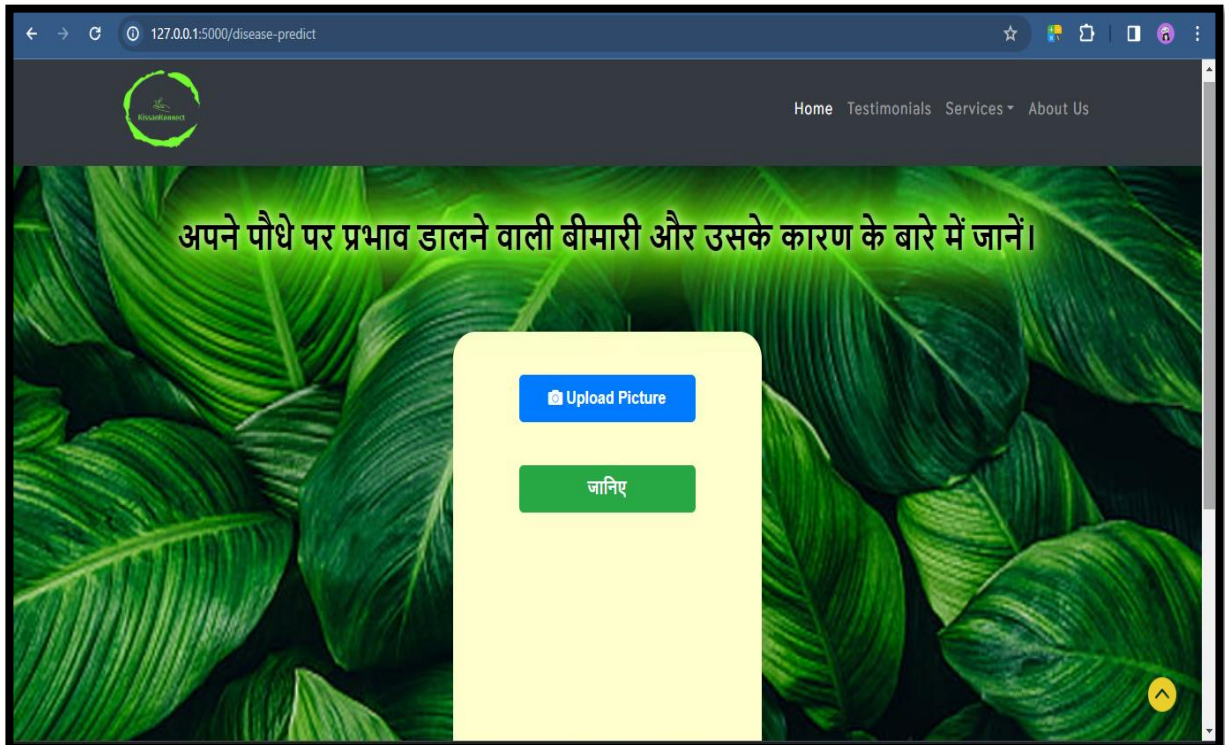 127.0.0.1:5000/disease-predict
KissanKonnect
Home Testimonials Services About Us
अपने पौधे पर प्रभाव डालने वाली बीमारी और उसके कारण के बारे में जानें।
Upload Picture
जानिए